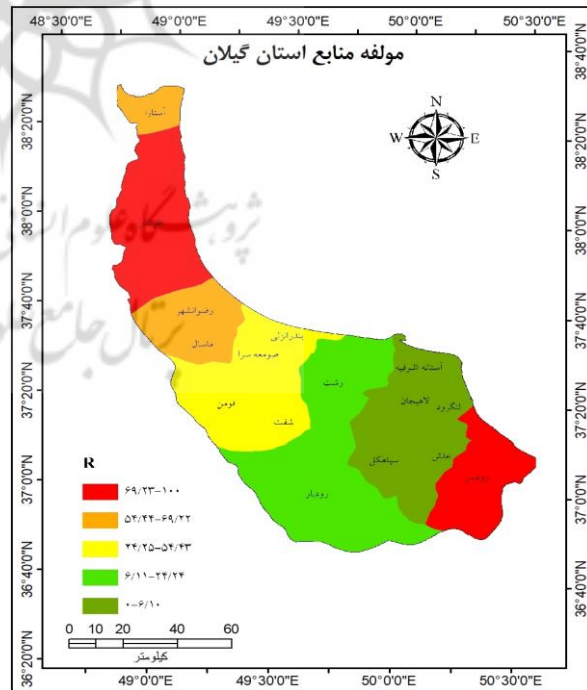 48°30'0"E 49°0'0"E 49°30'0"E 50°0'0"E 50°30'0"E
مولفه منابع استان گیلان
38°40'0"N
38°20'0"N 38°20'0"N
38°0'0"N 38°0'0"N
37°40'0"N 37°40'0"N
37°20'0"N 37°20'0"N
37°0'0"N 37°0'0"N
36°40'0"N 36°40'0"N
36°20'0"N
N
W E
S
آستارا
رضوانشهر
ماسال
بندرانزلی
صومعه سرا
فومن
شفت
رشت
رودبار
آستانه اشرفیه
لاهیجان
لنگرود
املش
سیاهکل
رودسر
پژوهشگاه علوم انسانی
پرتال جامع علوم
R
۶۹/۲۳-۱۰۰
۵۴/۴۴-۶۹/۲۲
۲۴/۲۵-۵۴/۴۳
۶/۱۱-۲۴/۲۴
۰-۶/۱۰
0 10 20 40 60
کیلومتر
49°0'0"E 49°30'0"E 50°0'0"E 50°30'0"E